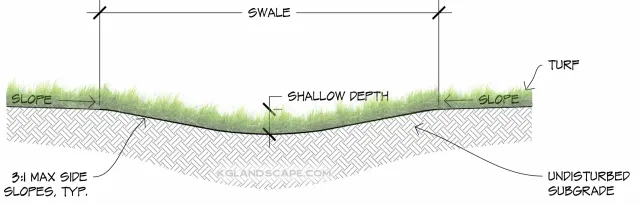 SWALE
TURF
SLOPE
SHALLOW DEPTH
SLOPE
3:1 MAX SIDE
SLOPES, TYP.
KGLANDSCAPE.COM
UNDISTURBED
SUBGRADE